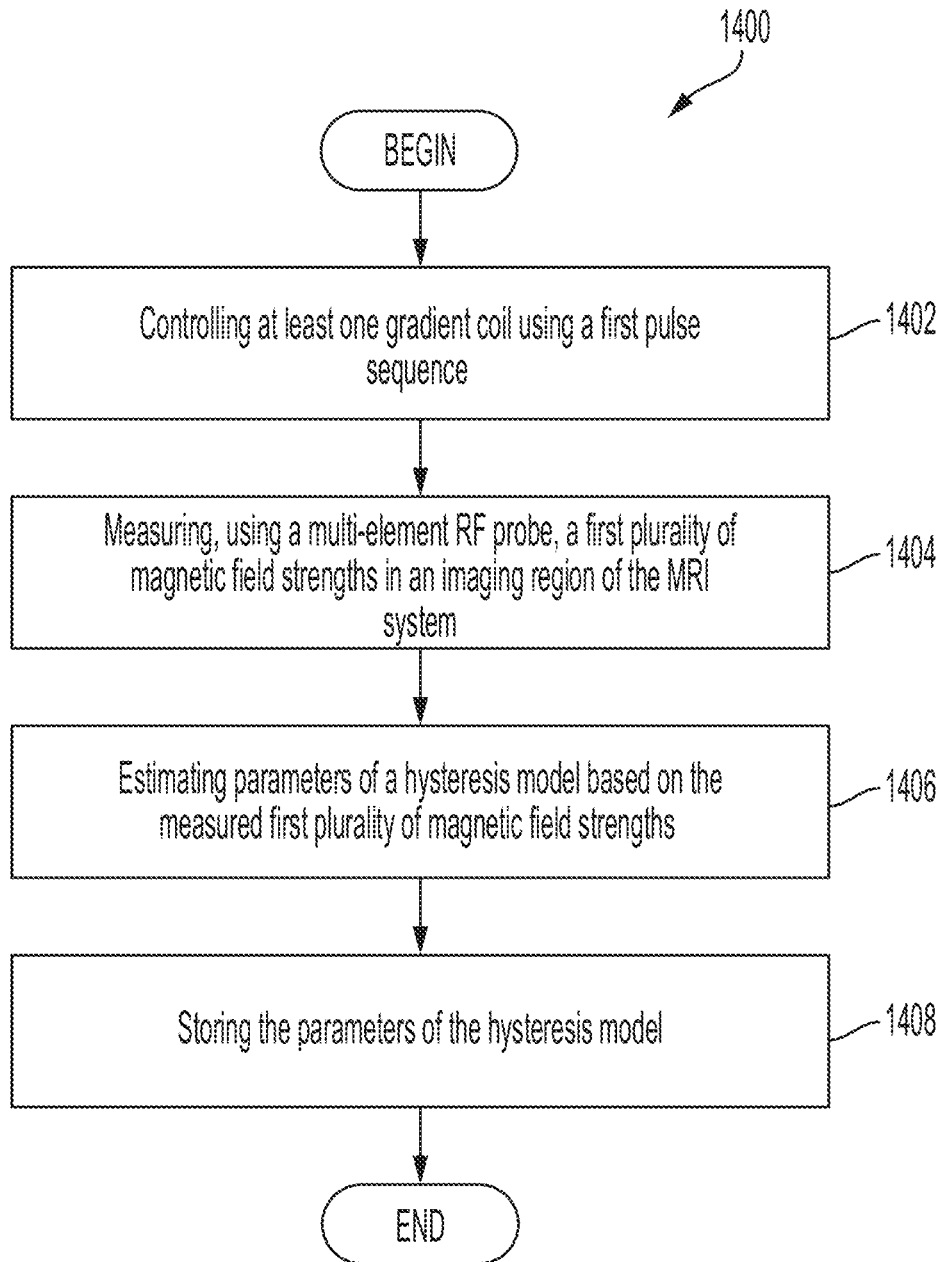 1400
BEGIN
Controlling at least one gradient coil using a first pulse
sequence
1402
Measuring, using a multi-element RF probe, a first plurality of
magnetic field strengths in an imaging region of the MRI
system
1404
Estimating parameters of a hysteresis model based on the
measured first plurality of magnetic field strengths
1406
Storing the parameters of the hysteresis model
1408
END